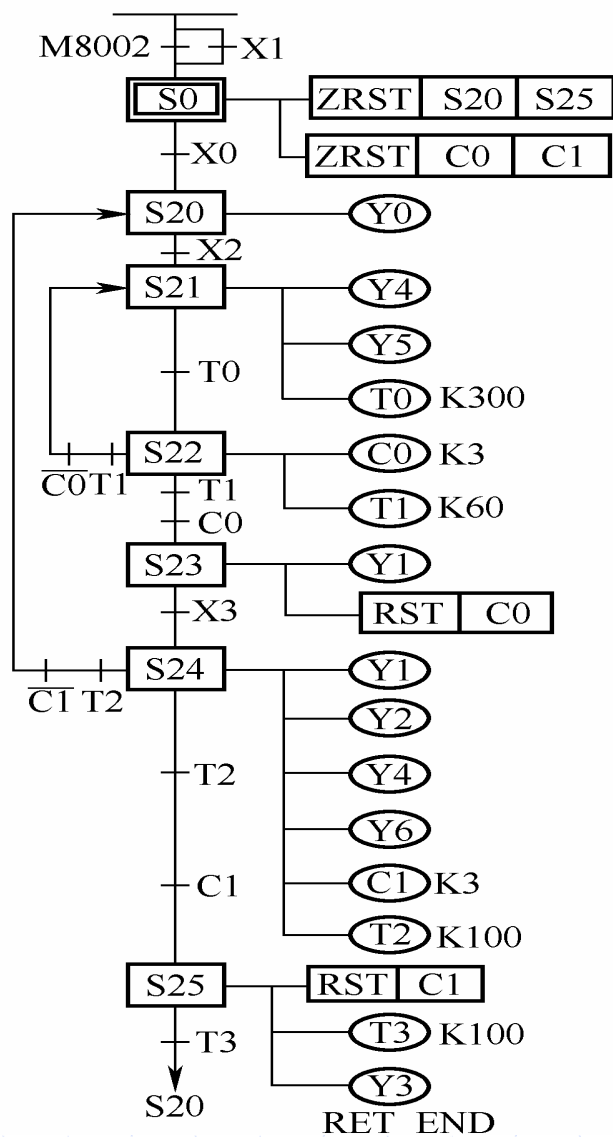 M8002 X1
S0 ZRST S20 S25
X0 ZRST C0 C1
S20 Y0
X2
S21 Y4
Y5
T0 T0 K300
S22 C0 K3
C̅0̅ T1 T1 T1 K60
C0
S23 Y1
X3 RST C0
S24 Y1
C̅1̅ T2 Y2
T2 Y4
Y6
C1 C1 K3
T2 K100
S25 RST C1
T3 T3 K100
S20 Y3
RET END